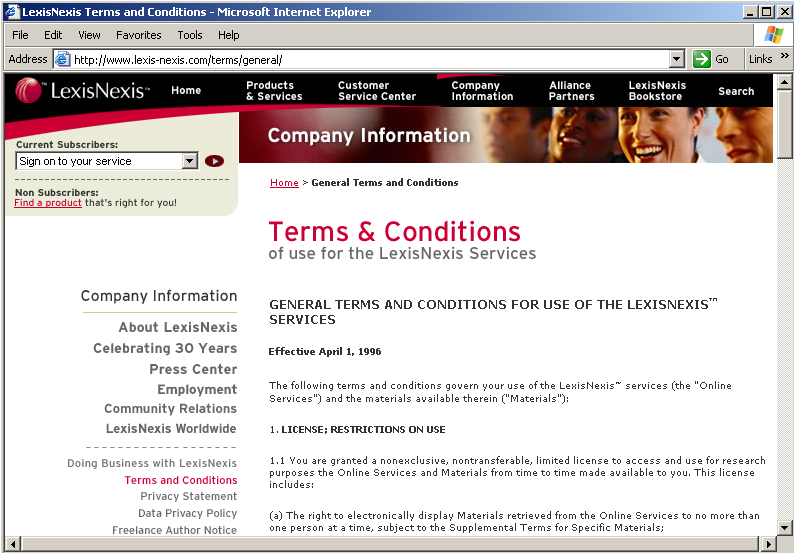 LexisNexis Terms and Conditions - Microsoft Internet Explorer
File Edit View Favorites Tools Help
Address http://www.lexis-nexis.com/terms/general/ Go Links »
LexisNexis™ Home Products & Services Customer Service Center Company Information Alliance Partners LexisNexis Bookstore Search
Current Subscribers:
Sign on to your service
Non Subscribers:
Find a product that's right for you!
Company Information
Home > General Terms and Conditions
Terms & Conditions
of use for the LexisNexis Services
Company Information
About LexisNexis
Celebrating 30 Years
Press Center
Employment
Community Relations
LexisNexis Worldwide
Doing Business with LexisNexis
Terms and Conditions
Privacy Statement
Data Privacy Policy
Freelance Author Notice
GENERAL TERMS AND CONDITIONS FOR USE OF THE LEXISNEXIS™
SERVICES
Effective April 1, 1996
The following terms and conditions govern your use of the LexisNexis™ services (the "Online
Services") and the materials available therein ("Materials"):
1. LICENSE; RESTRICTIONS ON USE
1.1 You are granted a nonexclusive, nontransferable, limited license to access and use for research
purposes the Online Services and Materials from time to time made available to you. This license
includes:
(a) The right to electronically display Materials retrieved from the Online Services to no more than
one person at a time, subject to the Supplemental Terms for Specific Materials;